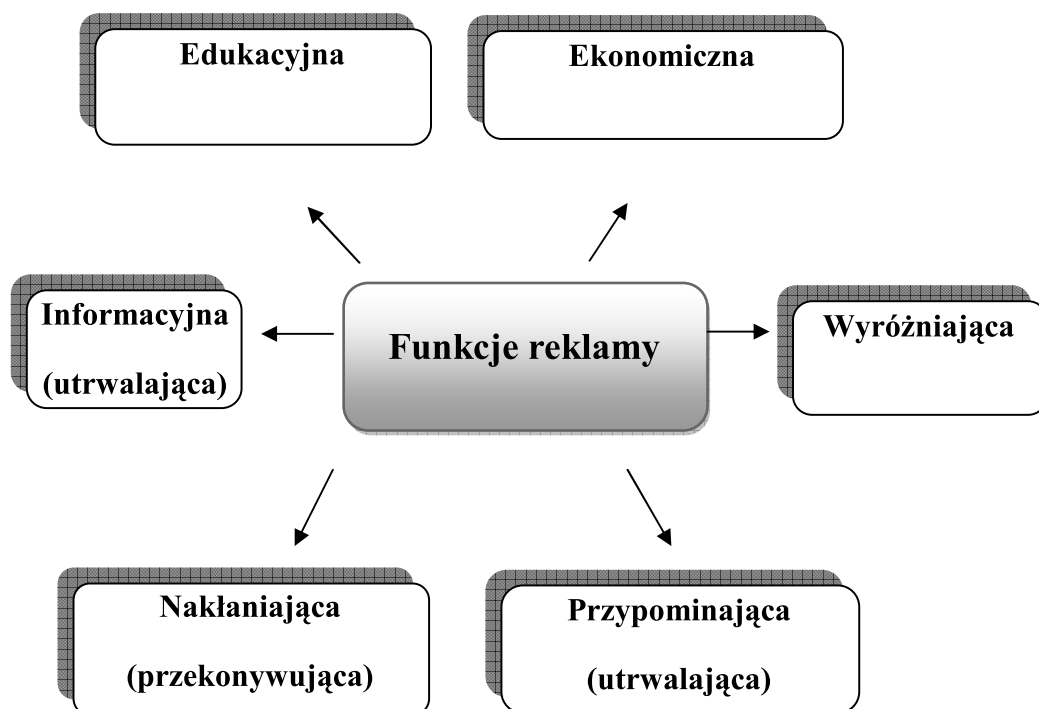 Edukacyjna
Ekonomiczna
Informacyjna
(utrwalająca)
Funkcje reklamy
Wyróżniająca
Nakłaniająca
(przekonywująca)
Przypominająca
(utrwalająca)